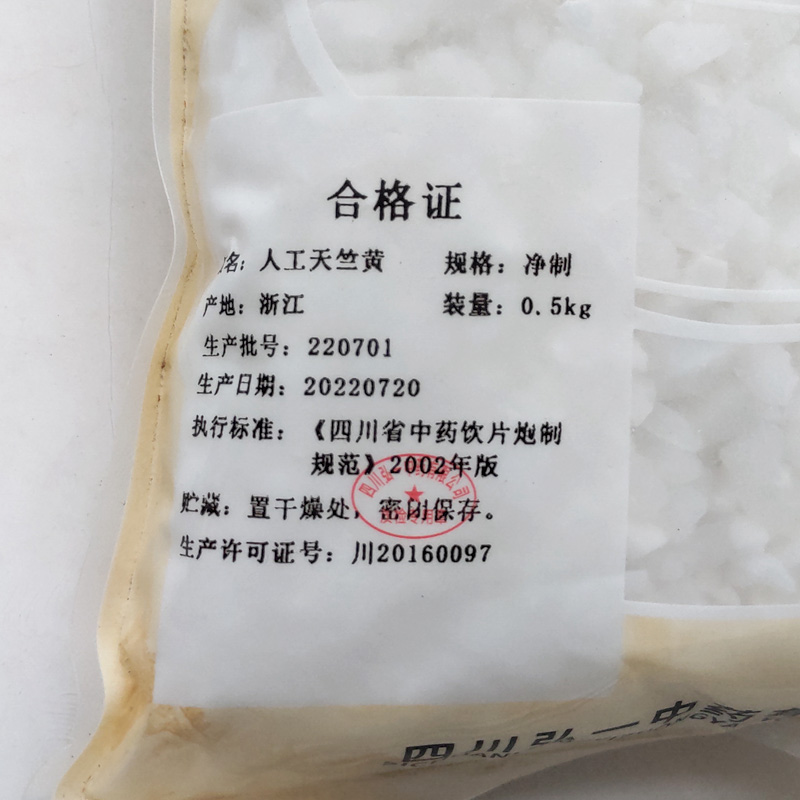 合格证
名：人工天竺黄 规格：净制
产地：浙江 装量：0.5kg
生产批号：220701
生产日期：20220720
执行标准：《四川省中药饮片炮制
规范》2002年版
贮藏：置干燥处，密闭保存。
生产许可证号：川20160097
四川弘一中药